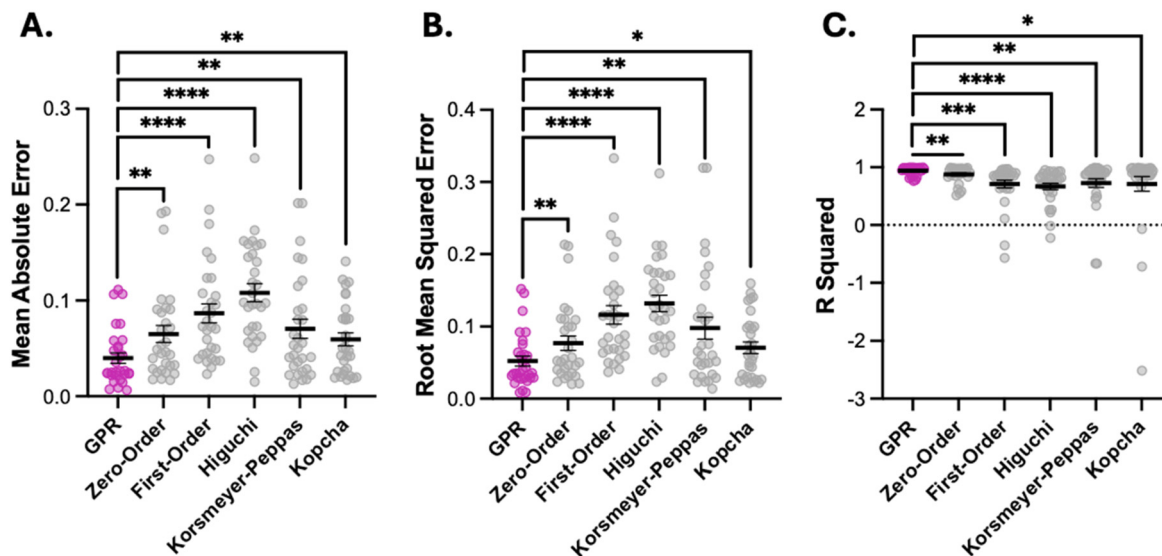 A.
**
**
****
****
**
Mean Absolute Error
0.3
0.2
0.1
0.0
GPR
Zero-Order
First-Order
Higuchi
Korsmeyer-Peppas
Kopcha
B.
*
**
****
****
**
Root Mean Squared Error
0.4
0.3
0.2
0.1
0.0
GPR
Zero-Order
First-Order
Higuchi
Korsmeyer-Peppas
Kopcha
C.
*
**
****
***
**
R Squared
1
0
-1
-2
-3
GPR
Zero-Order
First-Order
Higuchi
Korsmeyer-Peppas
Kopcha